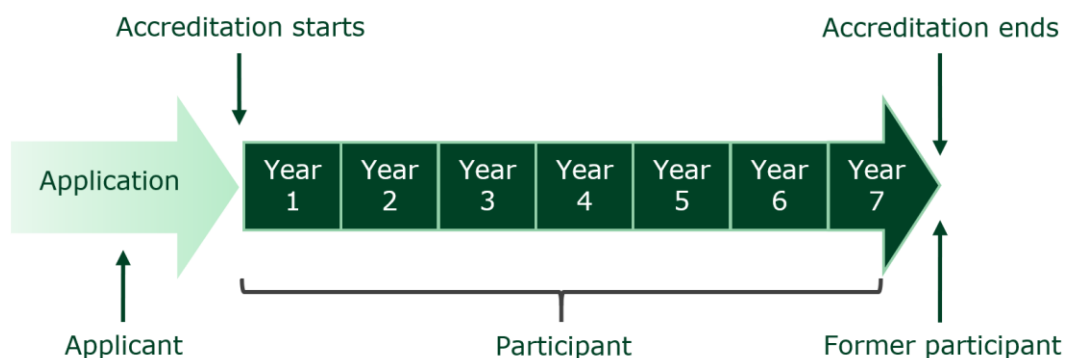 Accreditation starts
Accreditation ends
Application
Year
1
Year
2
Year
3
Year
4
Year
5
Year
6
Year
7
Applicant
Participant
Former participant